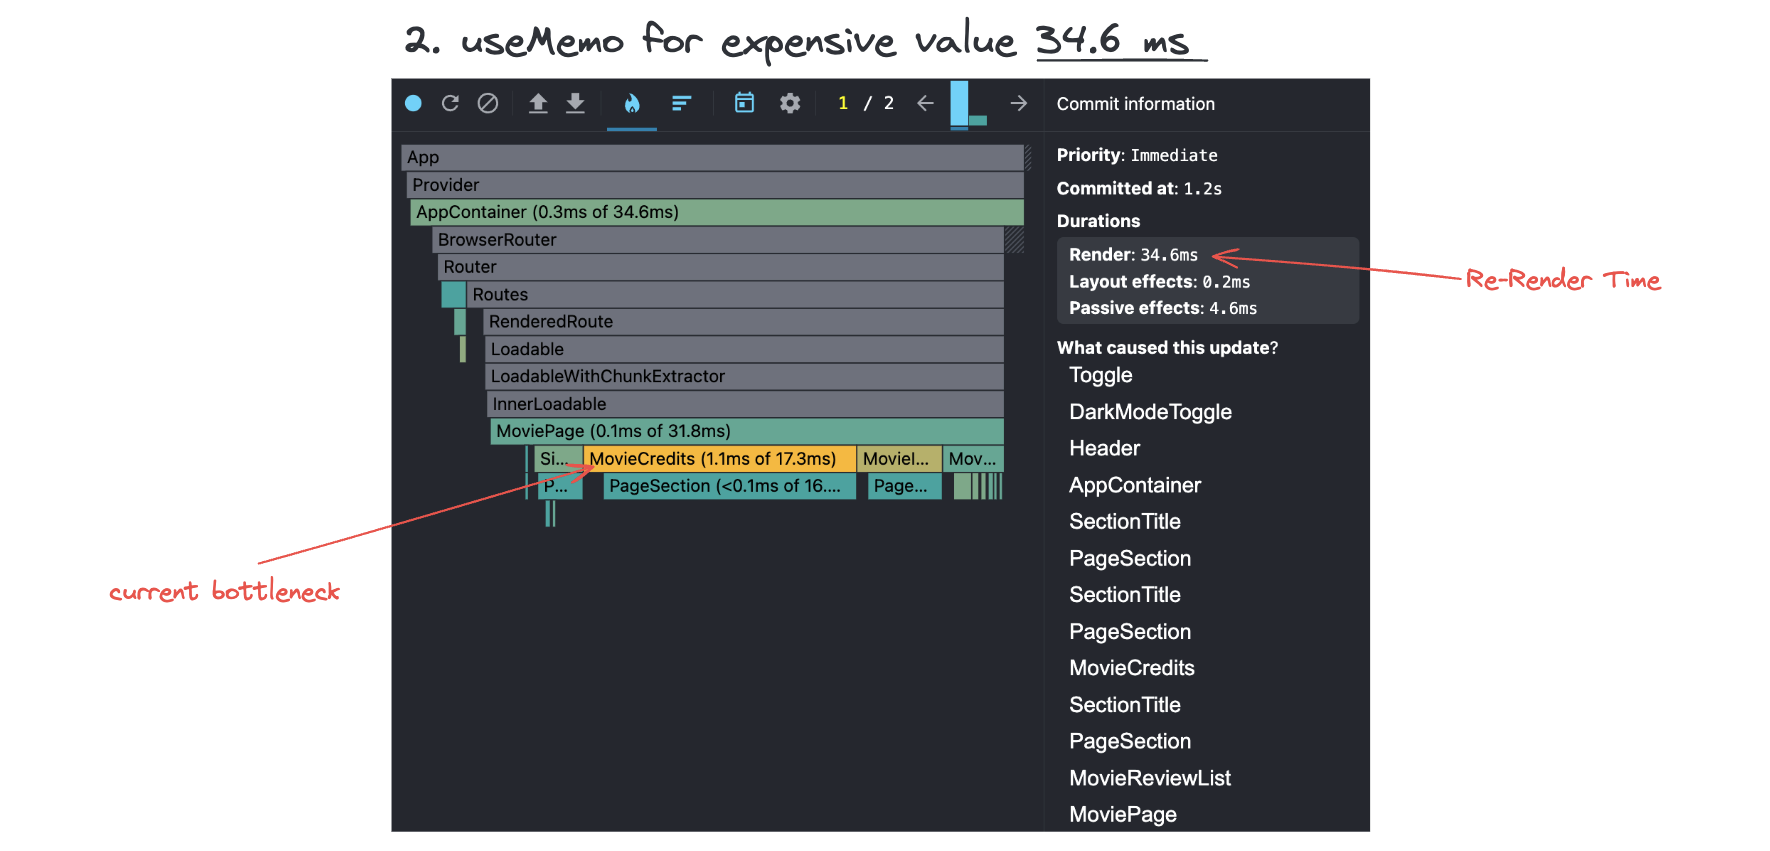 2. useMemo for expensive value 34.6 ms
1 / 2
Commit information
App
Provider
AppContainer (0.3ms of 34.6ms)
BrowserRouter
Router
Routes
RenderedRoute
Loadable
LoadableWithChunkExtractor
InnerLoadable
MoviePage (0.1ms of 31.8ms)
Si... MovieCredits (1.1ms of 17.3ms) MovieI... Mov...
P... PageSection (<0.1ms of 16.... Page...
Priority: Immediate
Committed at: 1.2s
Durations
Render: 34.6ms
Layout effects: 0.2ms
Passive effects: 4.6ms
What caused this update?
Toggle
DarkModeToggle
Header
AppContainer
SectionTitle
PageSection
SectionTitle
PageSection
MovieCredits
SectionTitle
PageSection
MovieReviewList
MoviePage
Re-Render Time
current bottleneck